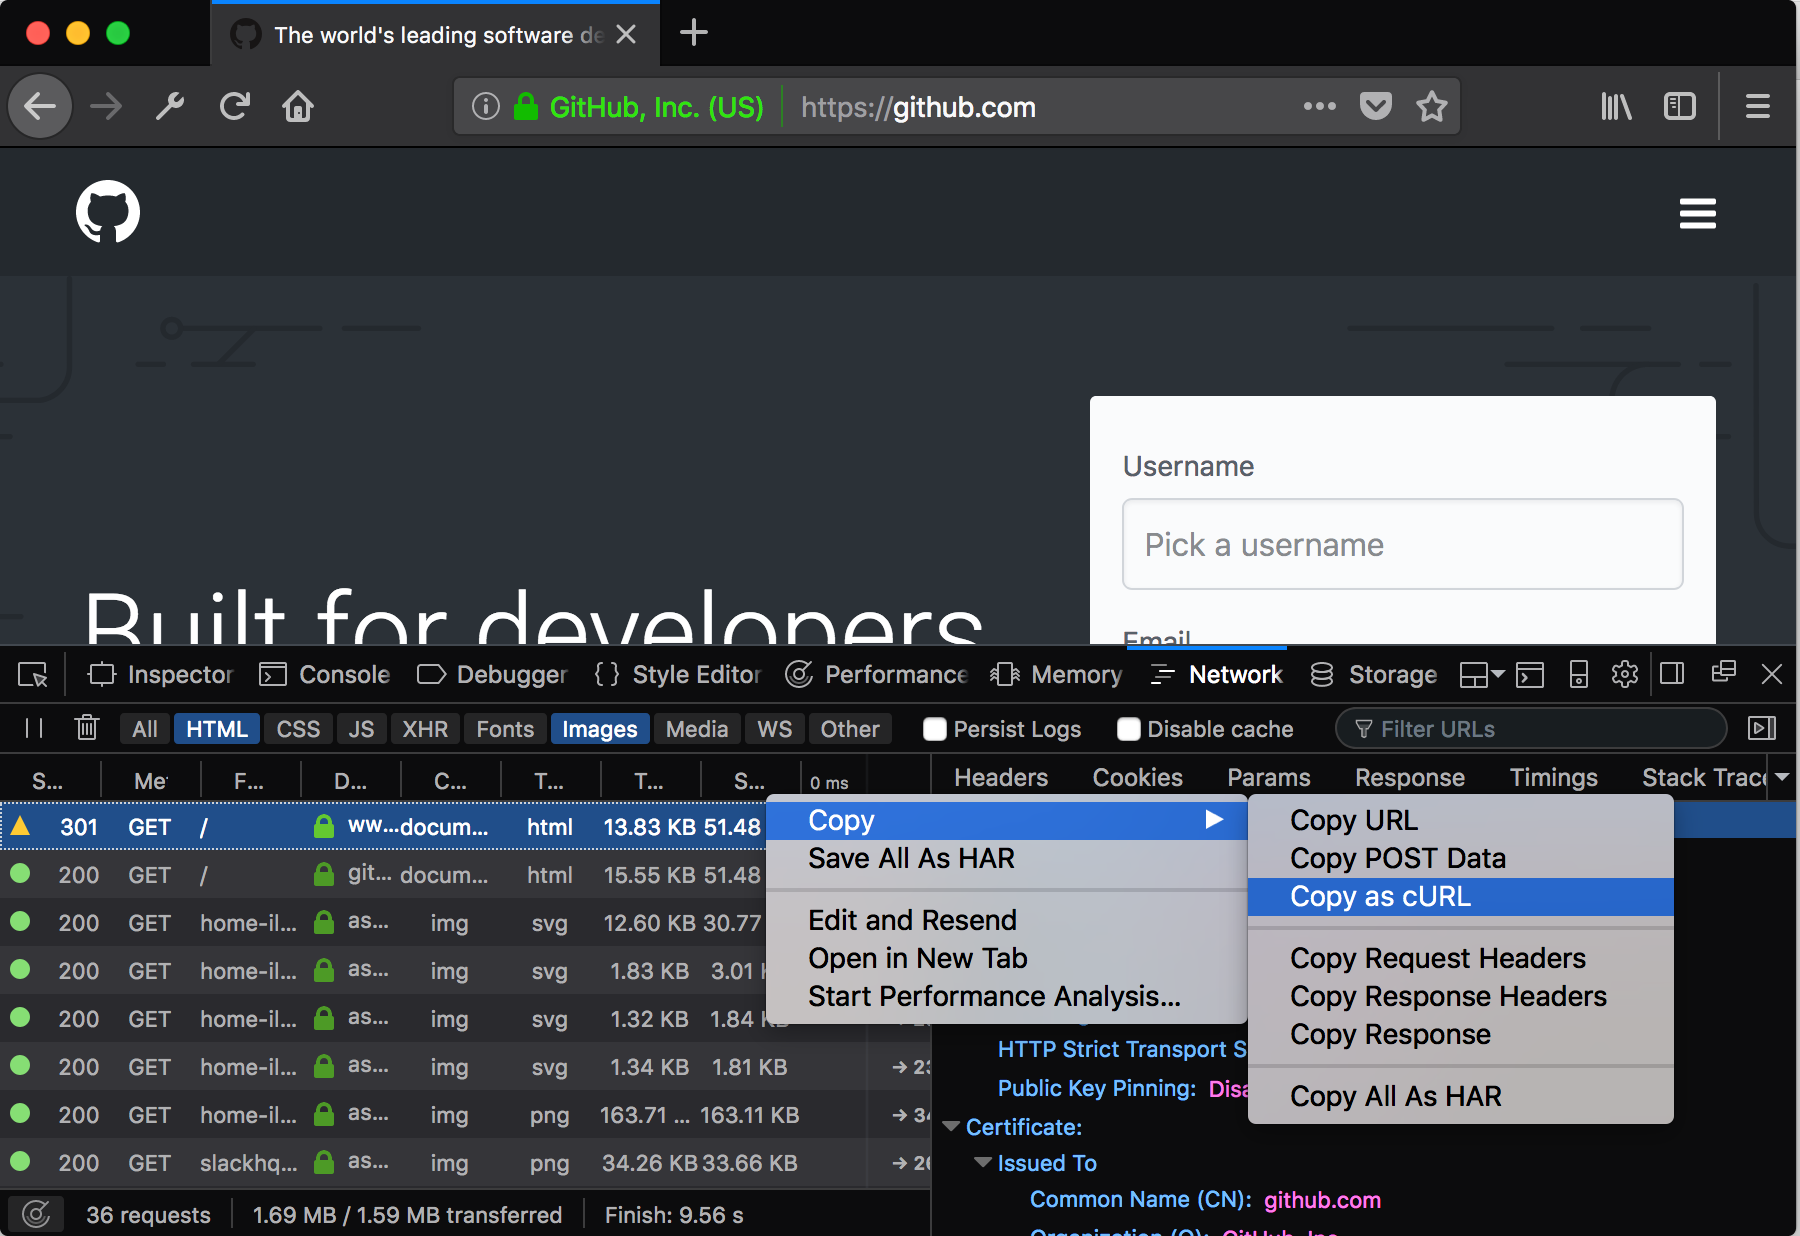 The world's leading software de
GitHub, Inc. (US) https://github.com
Username
Pick a username
Built for developers
Email
Inspector Console Debugger { } Style Editor Performance Memory Network Storage
All HTML CSS JS XHR Fonts Images Media WS Other Persist Logs Disable cache Filter URLs
S... Me F... D... C... T... T... S... 0 ms Headers Cookies Params Response Timings Stack Trac
301 GET / ww... docum... html 13.83 KB 51.48
200 GET / git... docum... html 15.55 KB 51.48
200 GET home-il... as... img svg 12.60 KB 30.77
200 GET home-il... as... img svg 1.83 KB 3.01
200 GET home-il... as... img svg 1.32 KB 1.84 KB
200 GET home-il... as... img svg 1.34 KB 1.81 KB → 23
200 GET home-il... as... img png 163.71 ... 163.11 KB → 34
200 GET slackhq... as... img png 34.26 KB 33.66 KB → 26
36 requests 1.69 MB / 1.59 MB transferred Finish: 9.56 s
Copy
Save All As HAR
Edit and Resend
Open in New Tab
Start Performance Analysis...
Copy URL
Copy POST Data
Copy as cURL
Copy Request Headers
Copy Response Headers
Copy Response
Copy All As HAR
HTTP Strict Transport S
Public Key Pinning: Disa
Certificate:
Issued To
Common Name (CN): github.com
Organization (O): GitHub, Inc.